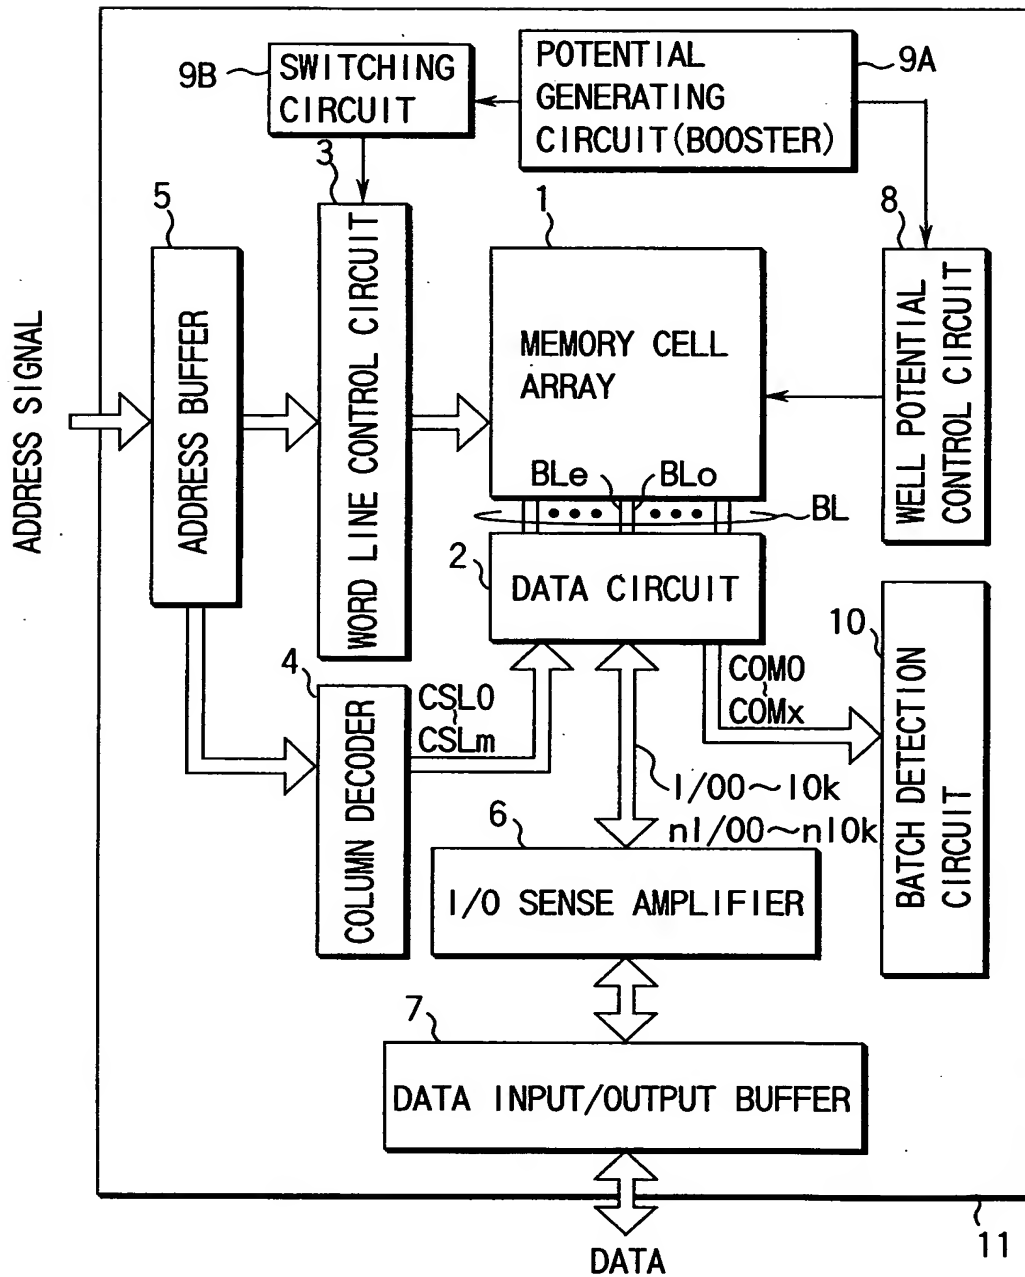 9B
SWITCHING
CIRCUIT
POTENTIAL
GENERATING
CIRCUIT(BOOSTER)
9A
3
5
1
8
ADDRESS SIGNAL
ADDRESS BUFFER
WORD LINE CONTROL CIRCUIT
MEMORY CELL
ARRAY
WELL POTENTIAL
CONTROL CIRCUIT
BLe
BLo
BL
2
DATA CIRCUIT
10
4
CSL0
~
CSLm
COM0
~
COMx
COLUMN DECODER
BATCH DETECTION
CIRCUIT
I/O0~IOk
nI/O0~nIOk
6
I/O SENSE AMPLIFIER
7
DATA INPUT/OUTPUT BUFFER
11
DATA